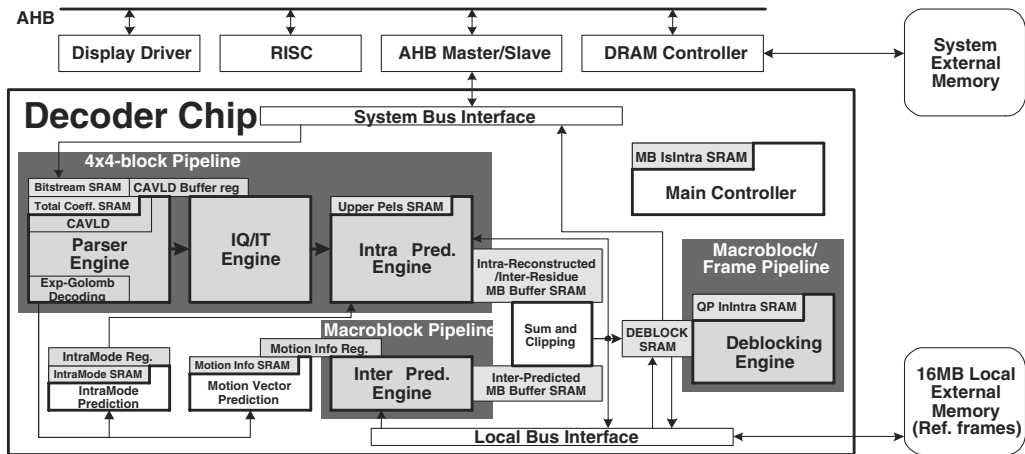 AHB
Display Driver
RISC
AHB Master/Slave
DRAM Controller
System
External
Memory
Decoder Chip
System Bus Interface
4x4-block Pipeline
Bitstream SRAM
CAVLD Buffer reg
Total Coeff. SRAM
CAVLD
Parser
Engine
Exp-Golomb
Decoding
IQ/IT
Engine
Upper Pels SRAM
Intra Pred.
Engine
MB IsIntra SRAM
Main Controller
Intra-Reconstructed
/Inter-Residue
MB Buffer SRAM
Macroblock/
Frame Pipeline
QP InIntra SRAM
Deblocking
Engine
DEBLOCK
SRAM
Sum and
Clipping
Macroblock Pipeline
Motion Info Reg.
Inter Pred.
Engine
Inter-Predicted
MB Buffer SRAM
IntraMode Reg.
IntraMode SRAM
IntraMode
Prediction
Motion Info SRAM
Motion Vector
Prediction
Local Bus Interface
16MB Local
External
Memory
(Ref. frames)